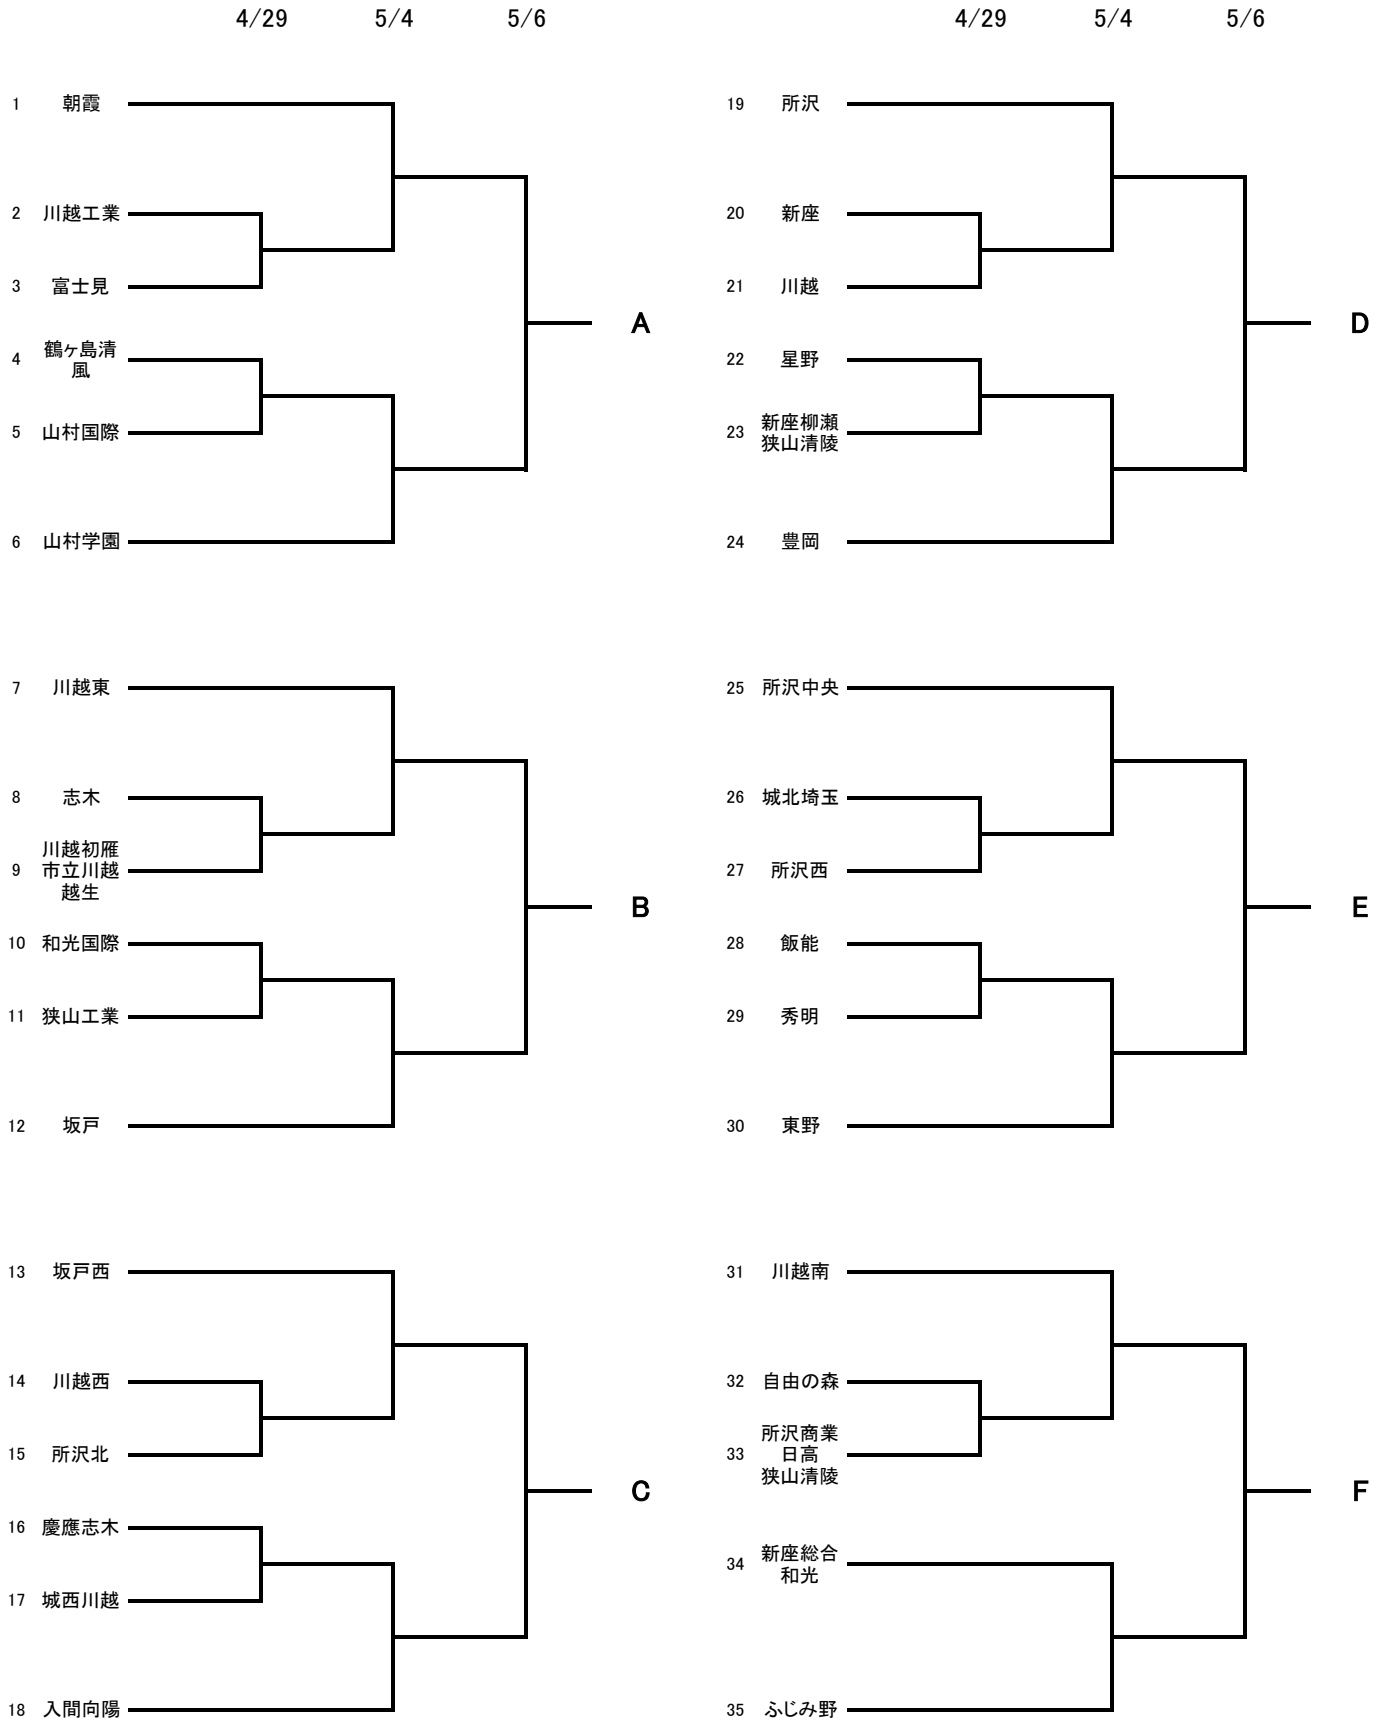 4/29 5/4 5/6
1 朝霞
2 川越工業
3 富士見
4 鶴ヶ島清
風
5 山村国際
6 山村学園
A
7 川越東
8 志木
9 川越初雁
市立川越
越生
10 和光国際
11 狭山工業
12 坂戸
B
13 坂戸西
14 川越西
15 所沢北
16 慶應志木
17 城西川越
18 入間向陽
C
4/29 5/4 5/6
19 所沢
20 新座
21 川越
22 星野
23 新座柳瀬
狭山清陵
24 豊岡
D
25 所沢中央
26 城北埼玉
27 所沢西
28 飯能
29 秀明
30 東野
E
31 川越南
32 自由の森
33 所沢商業
日高
狭山清陵
34 新座総合
和光
35 ふじみ野
F